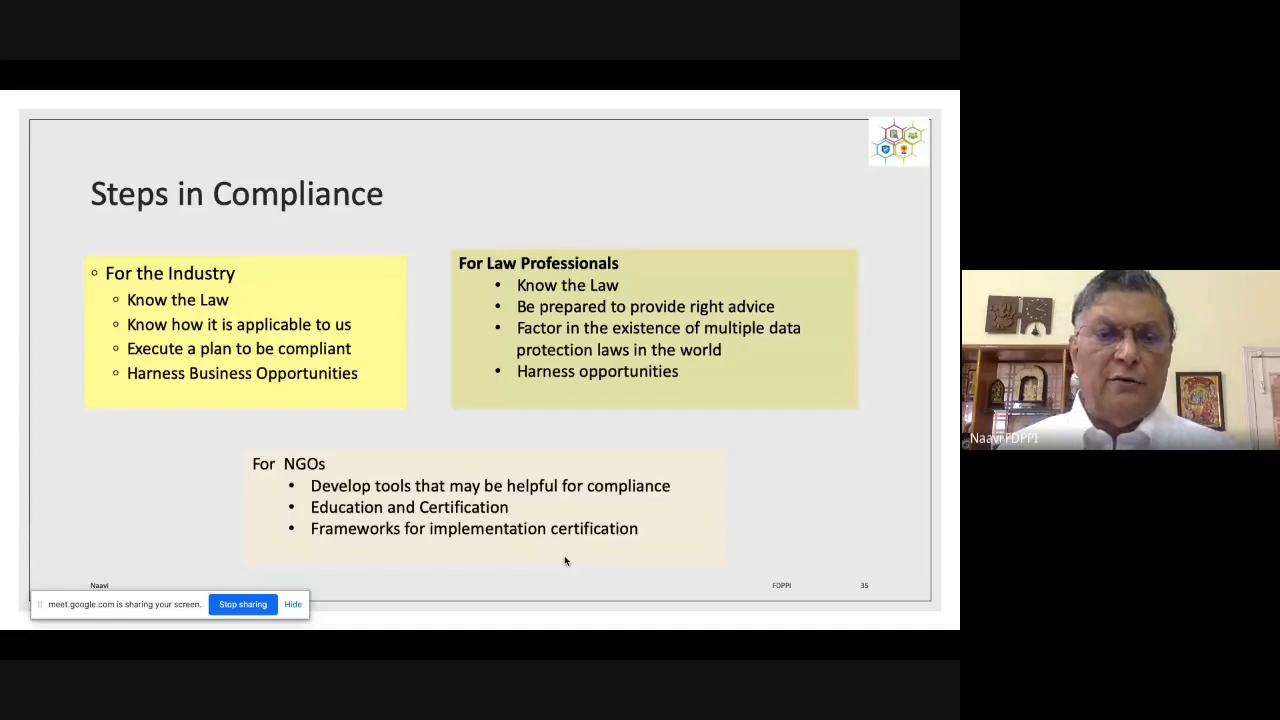 Steps in Compliance
For the Industry
Know the Law
Know how it is applicable to us
Execute a plan to be compliant
Harness Business Opportunities
For Law Professionals
Know the Law
Be prepared to provide right advice
Factor in the existence of multiple data
protection laws in the world
Harness opportunities
For NGOs
Develop tools that may be helpful for compliance
Education and Certification
Frameworks for implementation certification
Naavi
FDPPI
35
meet.google.com is sharing your screen.
Stop sharing
Hide
Naavi FDPPI